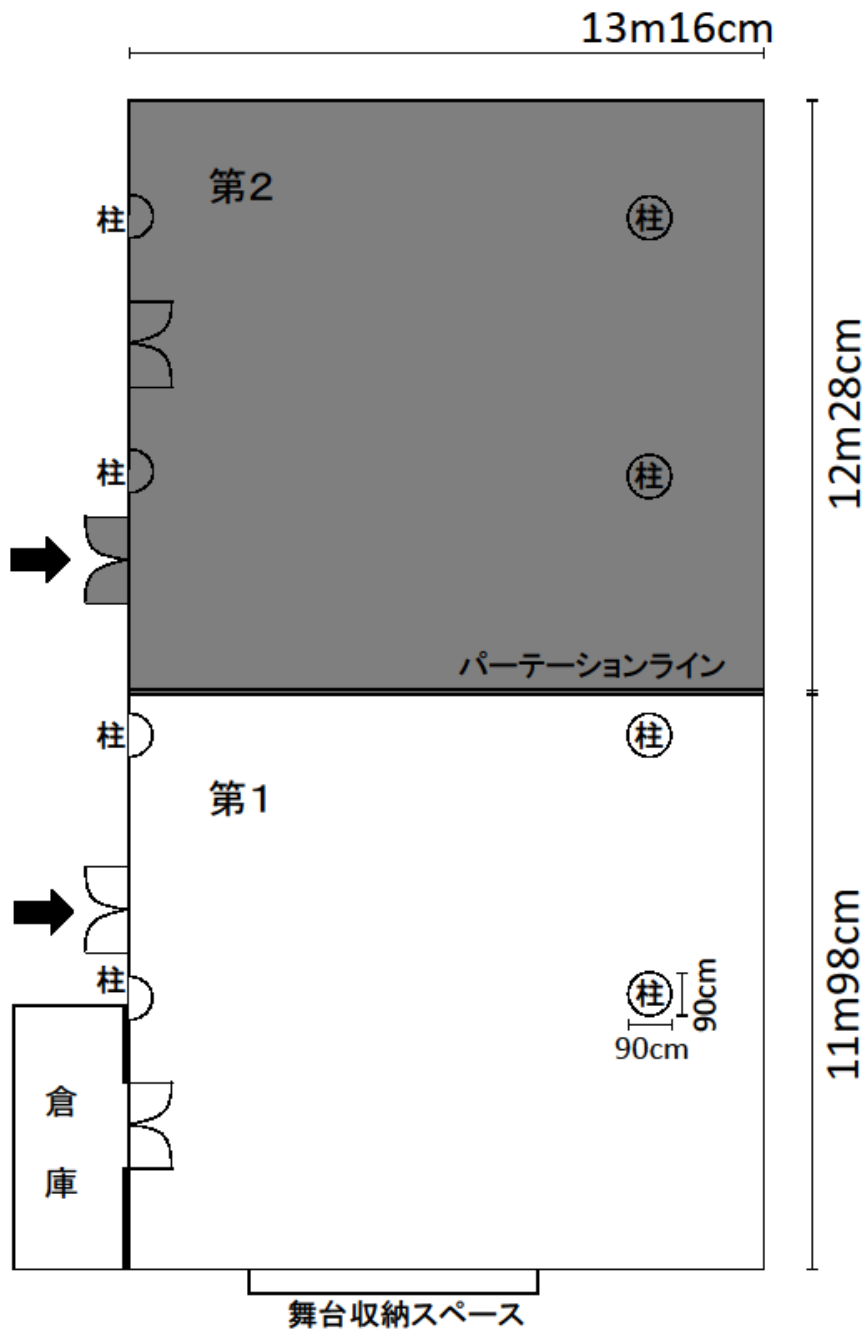 13m16cm
第2
柱
柱
12m28cm
柱
柱
パーテーションライン
柱
柱
第1
柱
柱
90cm
90cm
11m98cm
倉
庫
舞台収納スペース